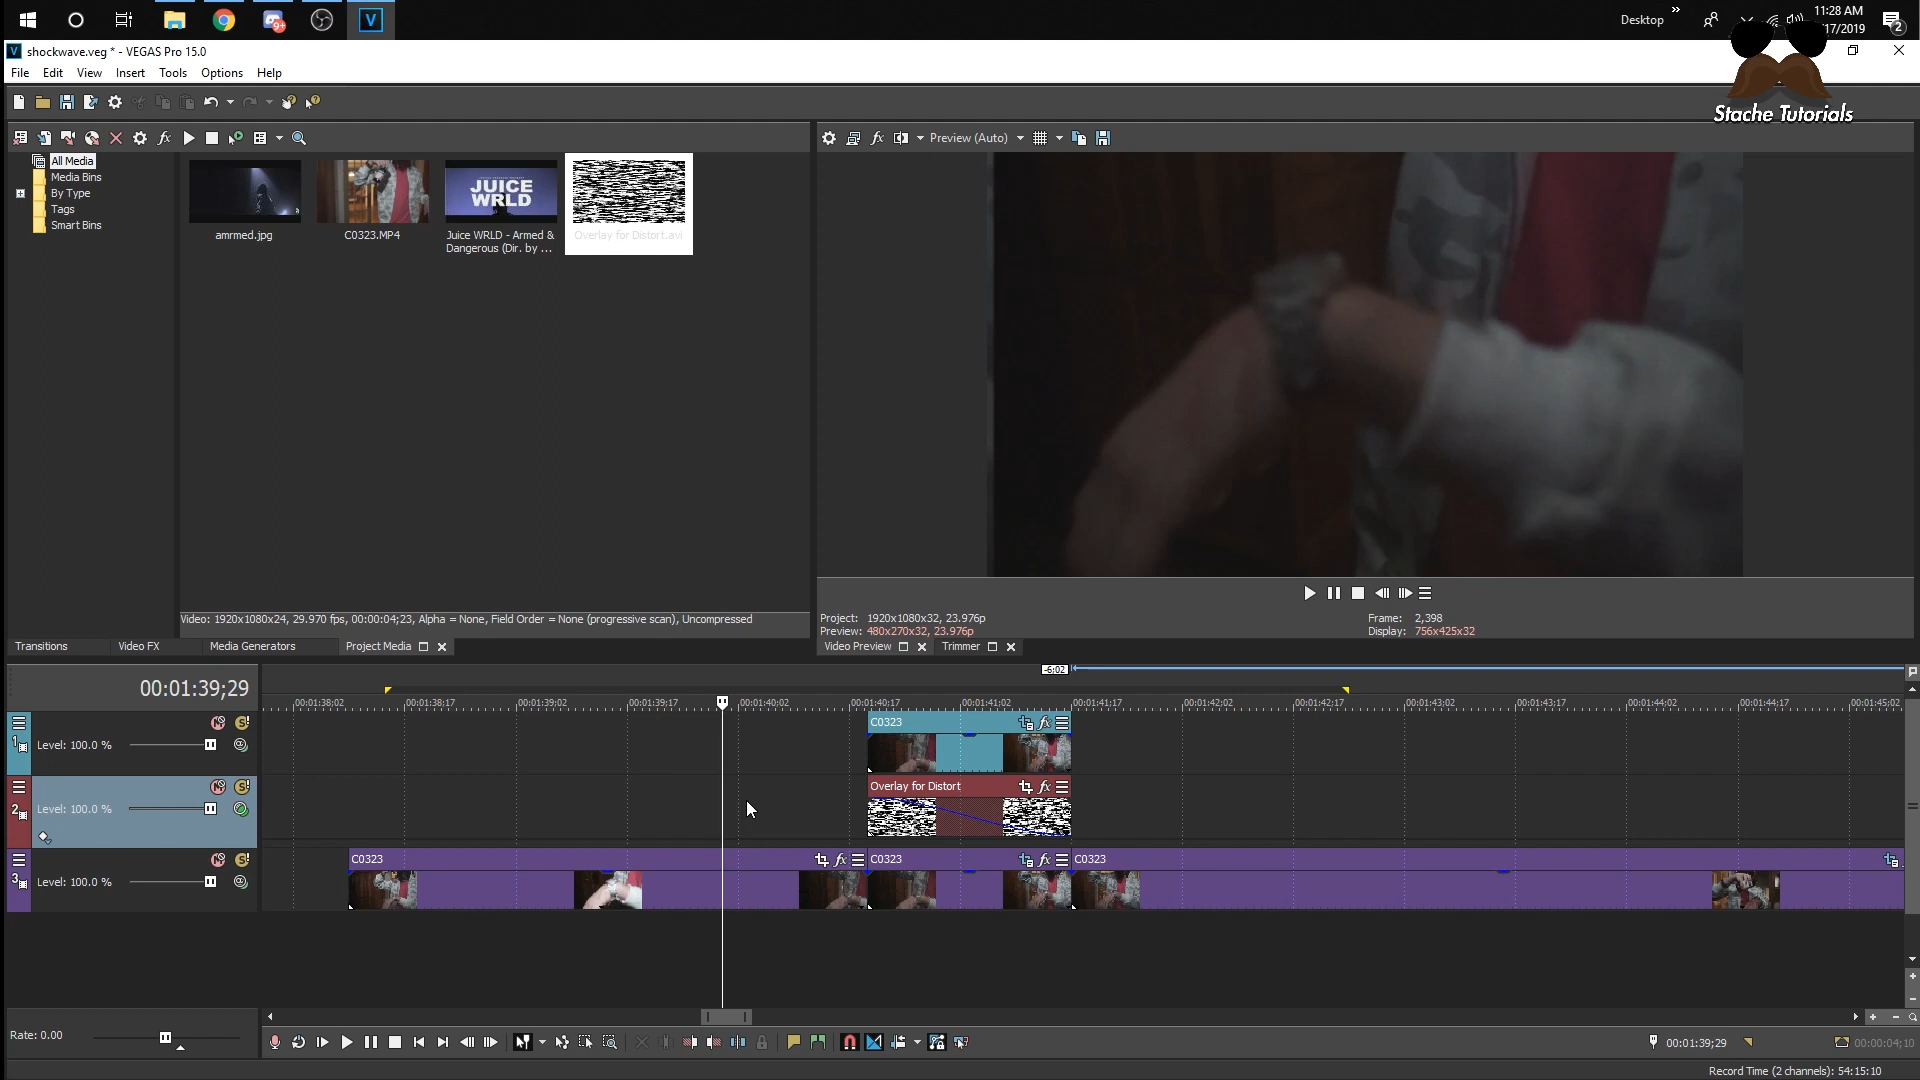 Desktop
11:28 AM
/17/2019
2
9+
shockwave.veg * - VEGAS Pro 15.0
File Edit View Insert Tools Options Help
Stache Tutorials
Preview (Auto)
All Media
Media Bins
By Type
Tags
Smart Bins
JUICE
WRLD
amrmed.jpg
C0323.MP4
Juice WRLD - Armed &
Dangerous (Dir. by ...
Overlay for Distort.avi
Video: 1920x1080x24, 29.970 fps, 00:00:04;23, Alpha = None, Field Order = None (progressive scan), Uncompressed
Project: 1920x1080x32, 23.976p
Preview: 480x270x32, 23.976p
Frame: 2,398
Display: 756x425x32
Transitions Video FX Media Generators Project Media
Video Preview Trimmer
-6:02
00:01:39;29
00:01:38;02 00:01:38;17 00:01:39;02 00:01:39;17 00:01:40;02 00:01:40;17 00:01:41;02 00:01:41;17 00:01:42;02 00:01:42;17 00:01:43;02 00:01:43;17 00:01:44;02 00:01:44;17 00:01:45;02
1 Level: 100.0 %
C0323
2 Level: 100.0 %
Overlay for Distort
3 Level: 100.0 %
C0323 C0323 C0323
Rate: 0.00
00:01:39;29
00:00:04;10
Record Time (2 channels): 54:15:10